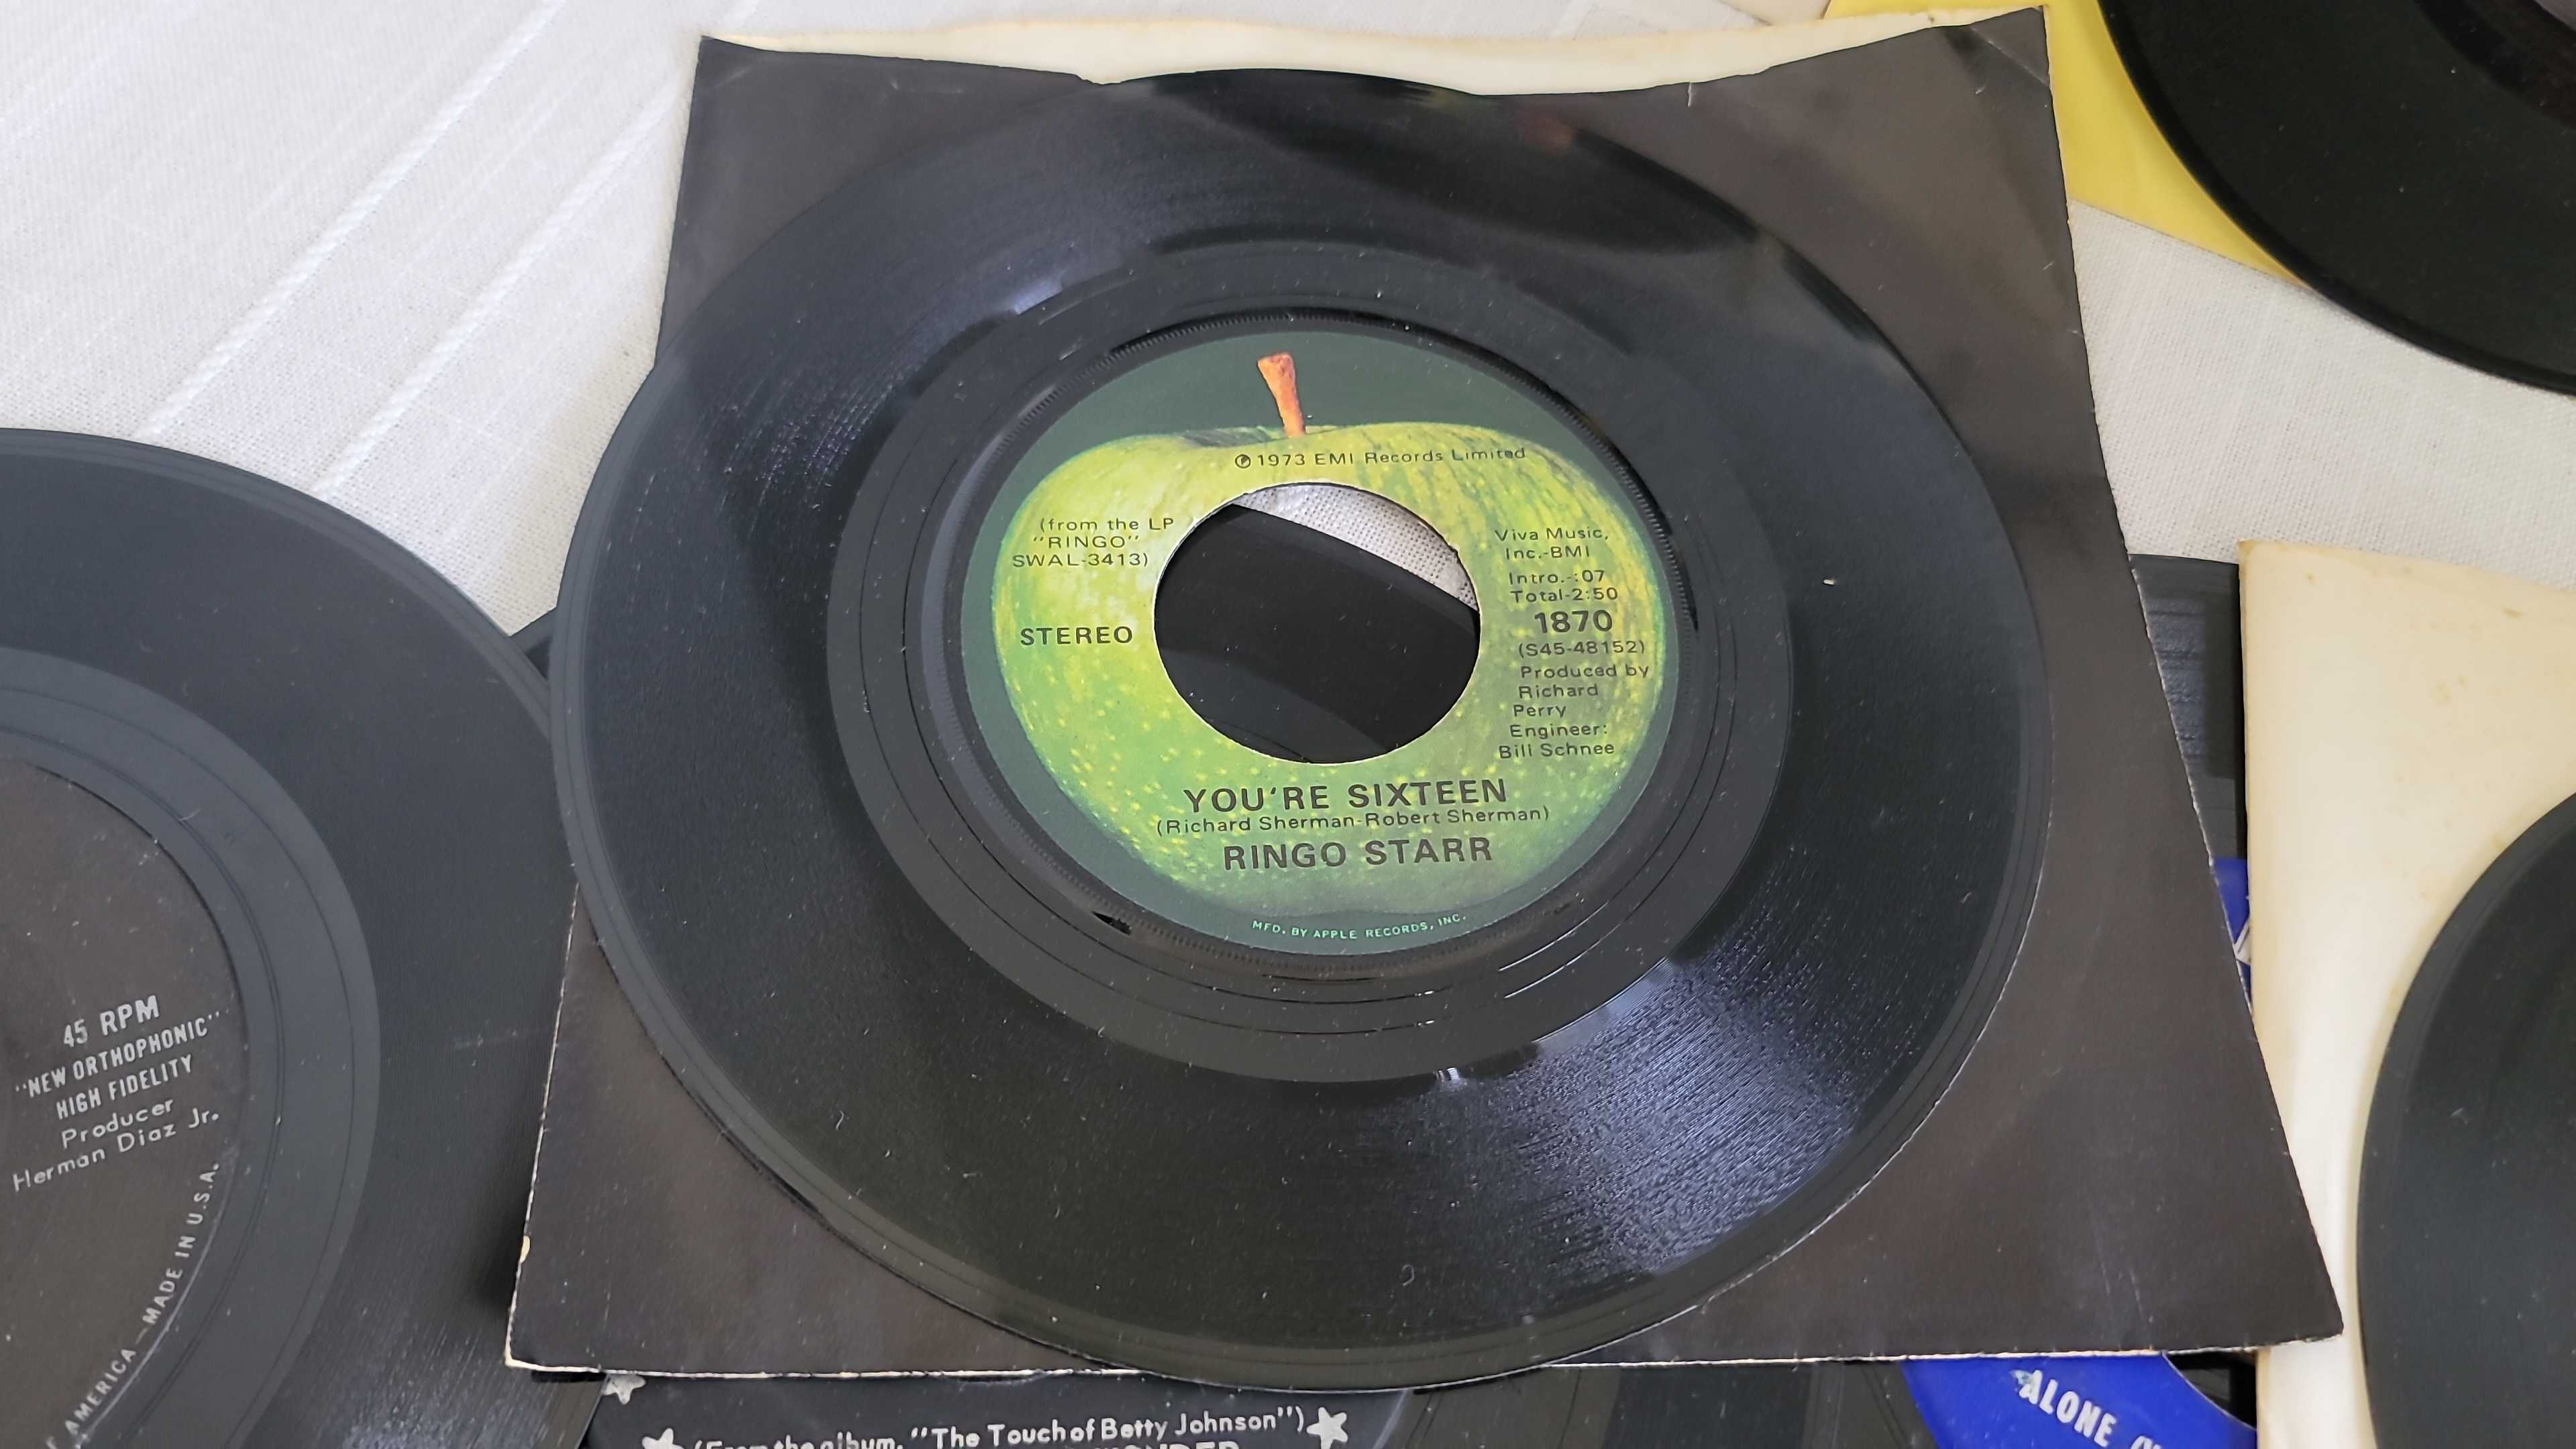 ℗ 1973 EMI Records Limited
(from the LP
"RINGO"
SWAL-3413)
STEREO
Viva Music,
Inc.-BMI
Intro.-:07
Total-2:50
1870
(S45-48152)
Produced by
Richard
Perry
Engineer:
Bill Schnee
YOU'RE SIXTEEN
(Richard Sherman-Robert Sherman)
RINGO STARR
MFD. BY APPLE RECORDS, INC.
45 RPM
"NEW ORTHOPHONIC"
HIGH FIDELITY
Producer
Herman Diaz Jr.
AMERICA — MADE IN U.S.A.
(From the album, "The Touch of Betty Johnson")
ALONE